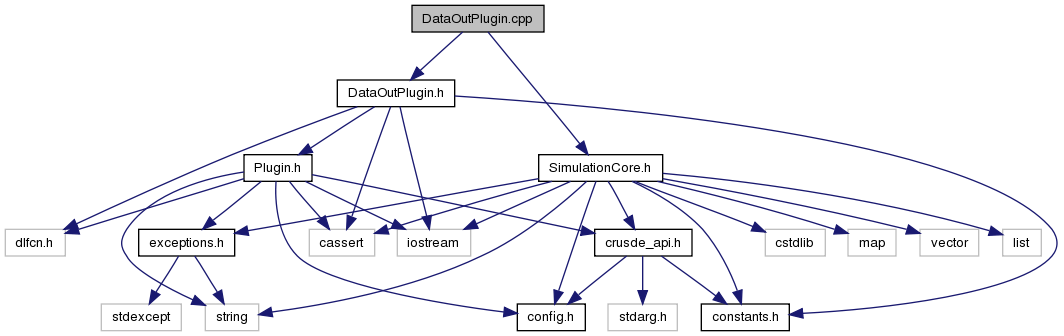 DataOutPlugin.cpp
DataOutPlugin.h
Plugin.h
SimulationCore.h
dlfcn.h
exceptions.h
cassert
iostream
crusde_api.h
cstdlib
map
vector
list
stdexcept
string
config.h
stdarg.h
constants.h